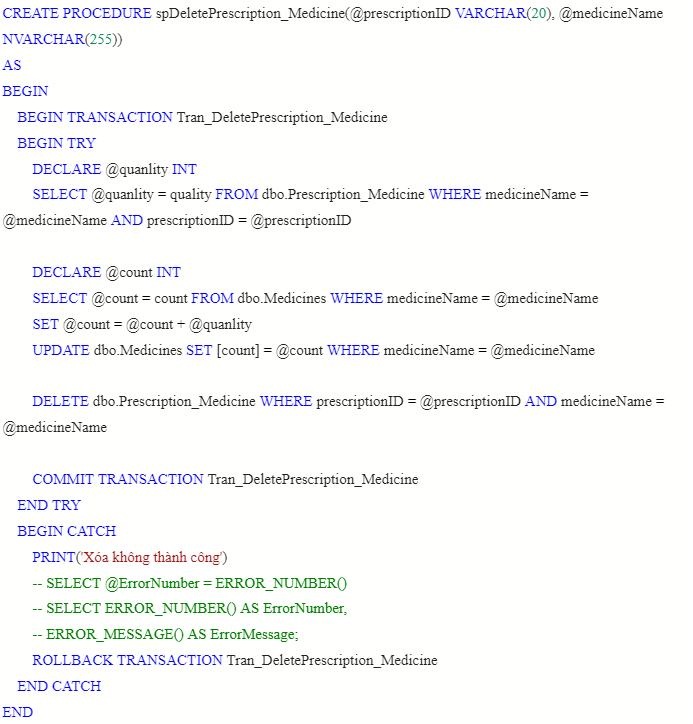 CREATE PROCEDURE spDeletePrescription_Medicine(@prescriptionID VARCHAR(20), @medicineName
NVARCHAR(255))
AS
BEGIN
BEGIN TRANSACTION Tran_DeletePrescription_Medicine
BEGIN TRY
DECLARE @quanlity INT
SELECT @quanlity = quality FROM dbo.Prescription_Medicine WHERE medicineName =
@medicineName AND prescriptionID = @prescriptionID
DECLARE @count INT
SELECT @count = count FROM dbo.Medicines WHERE medicineName = @medicineName
SET @count = @count + @quanlity
UPDATE dbo.Medicines SET [count] = @count WHERE medicineName = @medicineName
DELETE dbo.Prescription_Medicine WHERE prescriptionID = @prescriptionID AND medicineName =
@medicineName
COMMIT TRANSACTION Tran_DeletePrescription_Medicine
END TRY
BEGIN CATCH
PRINT('Xóa không thành công')
-- SELECT @ErrorNumber = ERROR_NUMBER()
-- SELECT ERROR_NUMBER() AS ErrorNumber,
-- ERROR_MESSAGE() AS ErrorMessage;
ROLLBACK TRANSACTION Tran_DeletePrescription_Medicine
END CATCH
END